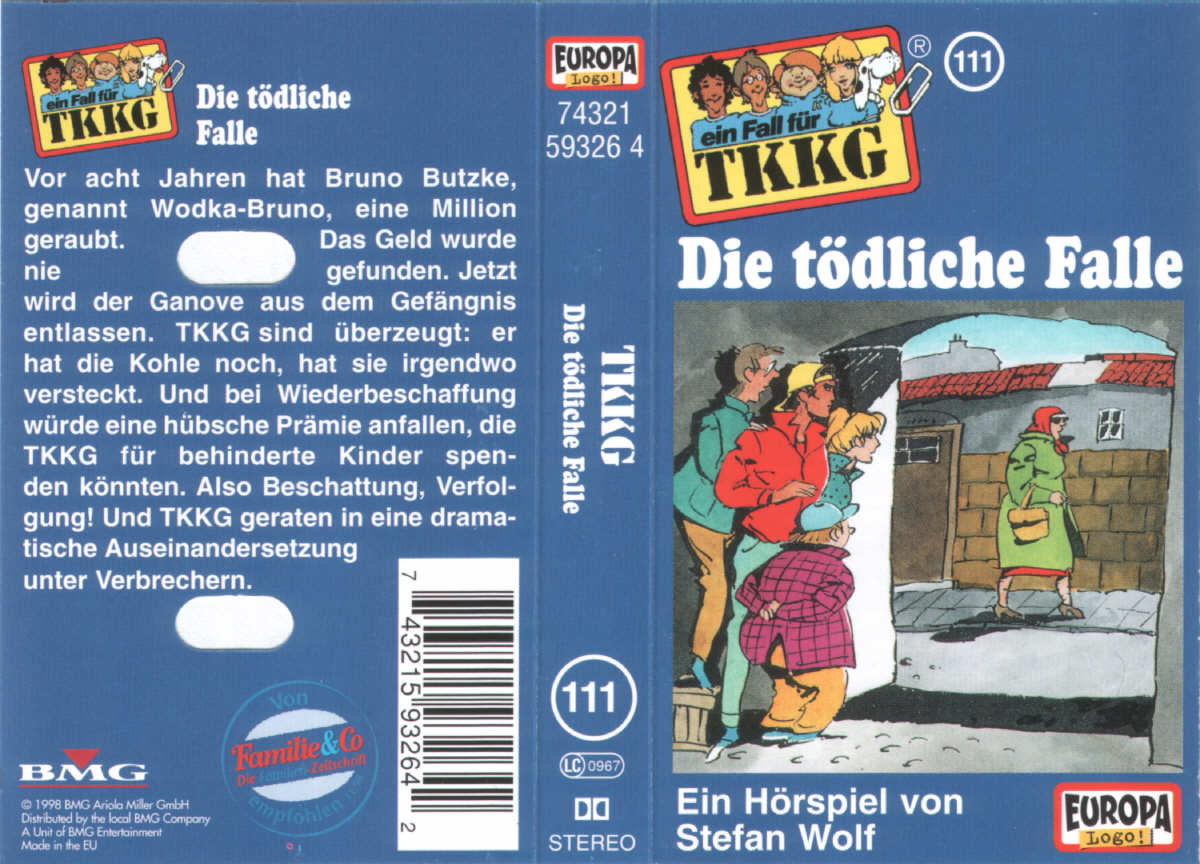 ein Fall für
TKKG
Die tödliche
Falle
Vor acht Jahren hat Bruno Butzke,
genannt Wodka-Bruno, eine Million
geraubt. Das Geld wurde
nie gefunden. Jetzt
wird der Ganove aus dem Gefängnis
entlassen. TKKG sind überzeugt: er
hat die Kohle noch, hat sie irgendwo
versteckt. Und bei Wiederbeschaffung
würde eine hübsche Prämie anfallen, die
TKKG für behinderte Kinder spen-
den könnten. Also Beschattung, Verfol-
gung! Und TKKG geraten in eine drama-
tische Auseinandersetzung
unter Verbrechern.
7 43215 93264 2
Von
Familie&Co
Die Familien-Zeitschrift
empfohlen
BMG
© 1998 BMG Ariola Miller GmbH
Distributed by the local BMG Company
A Unit of BMG Entertainment
Made in the EU
EUROPA
Logo!
74321
59326 4
TKKG
Die tödliche Falle
111
LC 0967
STEREO
ein Fall für
TKKG
®
111
K
Die tödliche Falle
Ein Hörspiel von
Stefan Wolf
EUROPA
Logo!